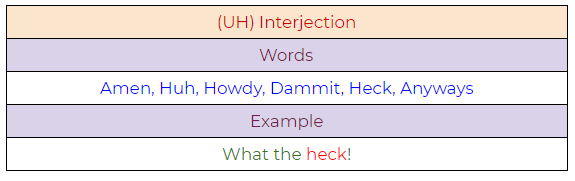 (UH) Interjection
Words
Amen, Huh, Howdy, Dammit, Heck, Anyways
Example
What the heck!